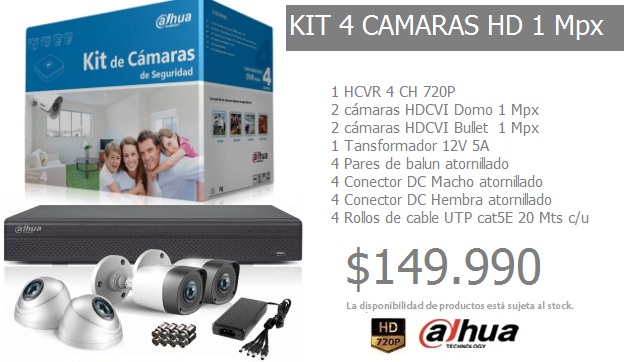 alhua
Kit de Cámaras
de Seguridad
4
alhua
alhua
KIT 4 CAMARAS HD 1 Mpx
1 HCVR 4 CH 720P
2 cámaras HDCVI Domo 1 Mpx
2 cámaras HDCVI Bullet 1 Mpx
1 Tansformador 12V 5A
4 Pares de balun atornillado
4 Conector DC Macho atornillado
4 Conector DC Hembra atornillado
4 Rollos de cable UTP cat5E 20 Mts c/u
$149.990
La disponibilidad de productos está sujeta al stock.
HD
720P
alhua
TECHNOLOGY